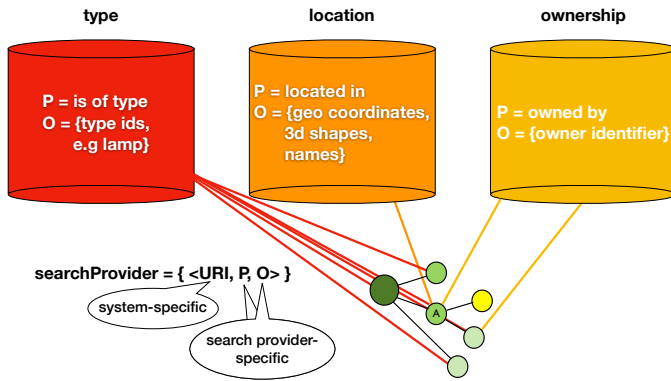 type
location
ownership
P = is of type
O = {type ids,
e.g lamp}
P = located in
O = {geo coordinates,
3d shapes,
names}
P = owned by
O = {owner identifier}
searchProvider = { <URI, P, O> }
system-specific
search provider-
specific
A